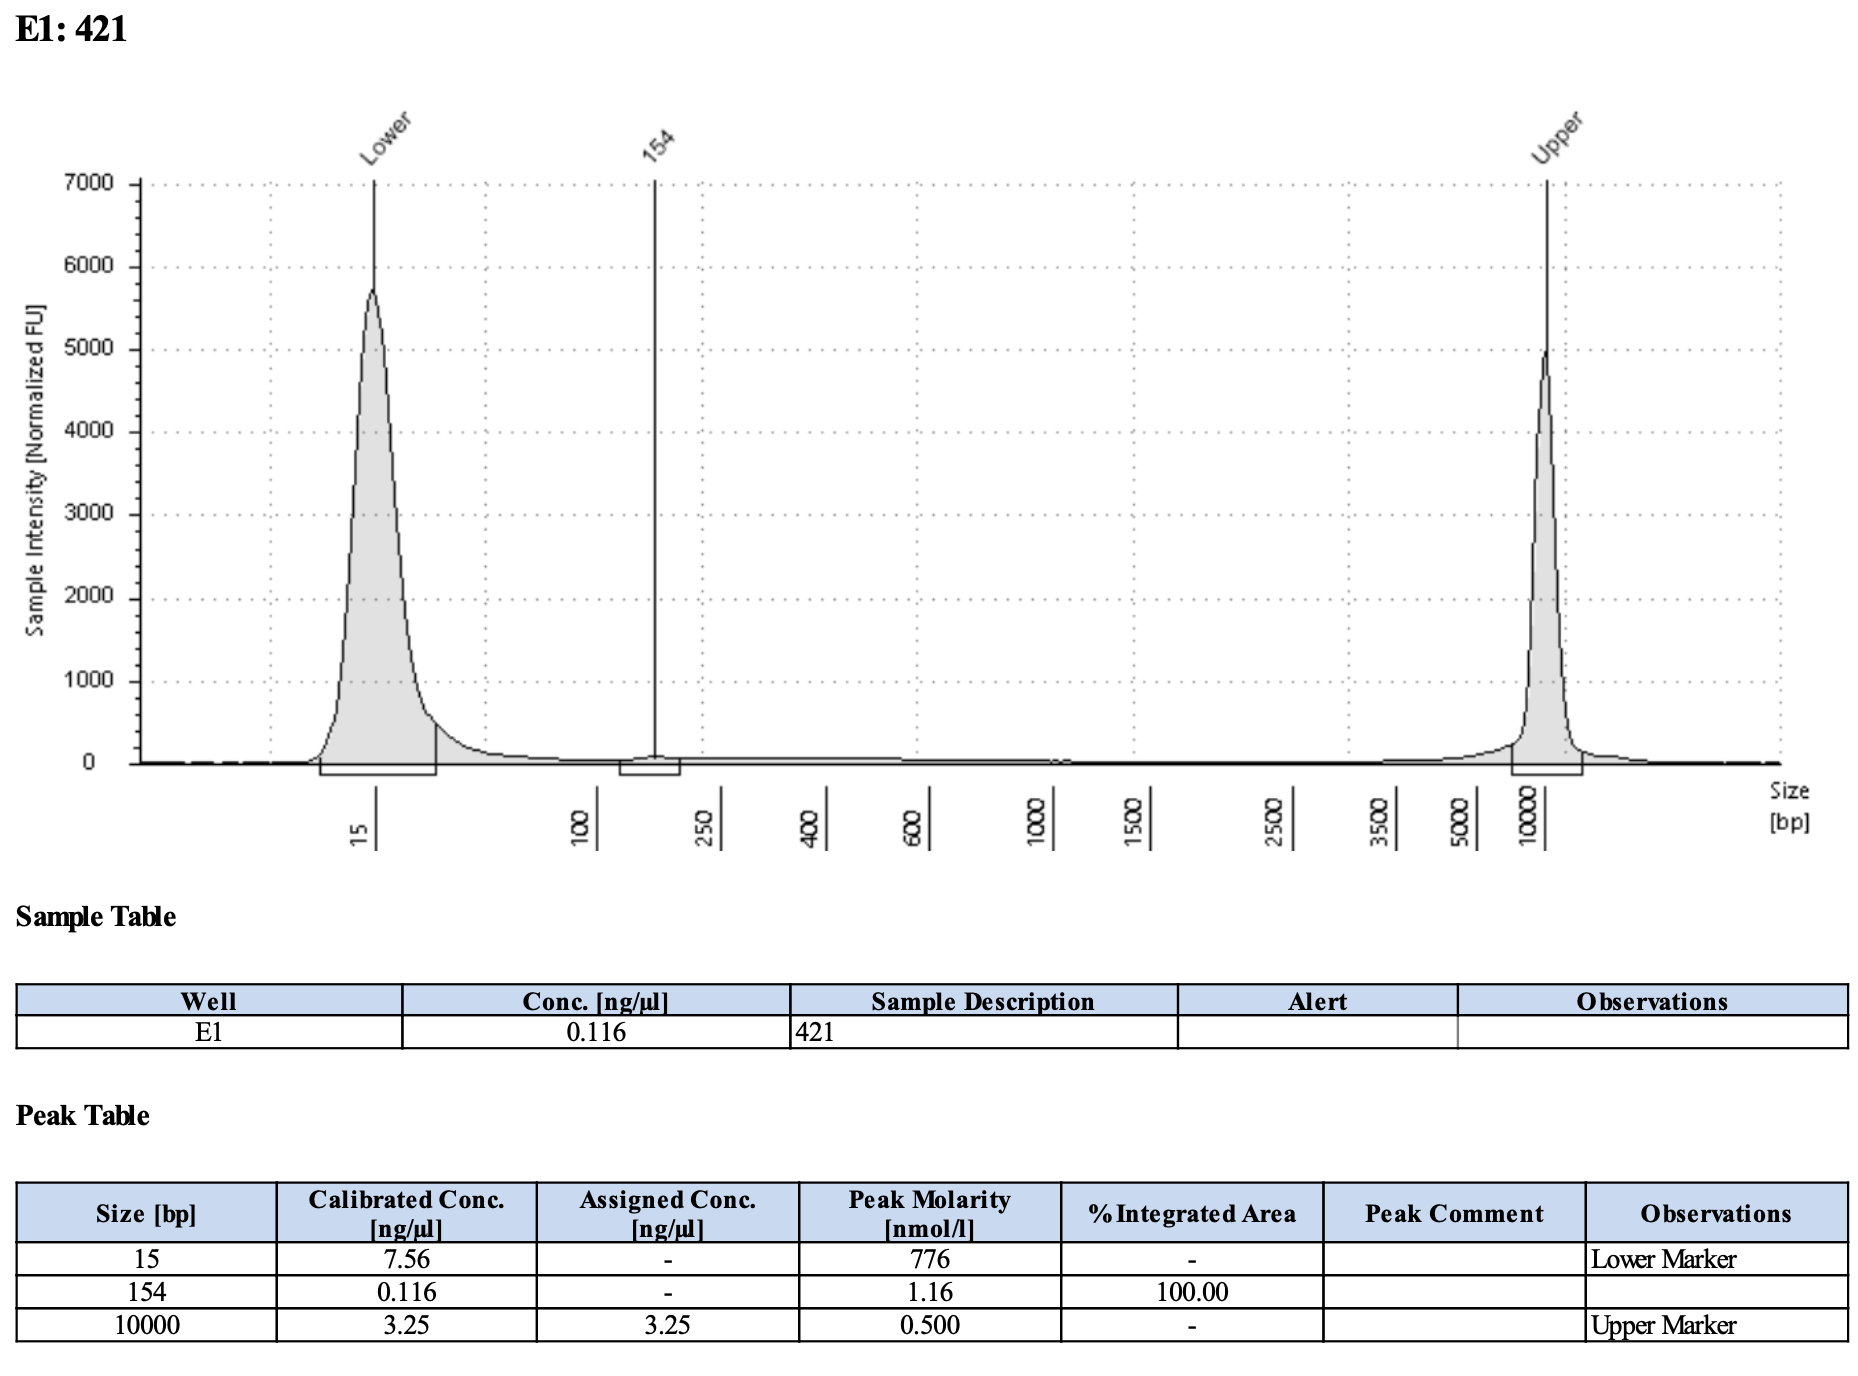 E1: 421
Lower
154
Upper
7000
6000
5000
4000
3000
2000
1000
0
Sample Intensity [Normalized FU]
15
100
250
400
600
1000
1500
2500
3500
5000
10000
Size
[bp]
Sample Table
Well Conc. [ng/µl] Sample Description Alert Observations
E1 0.116 421
Peak Table
Size [bp] Calibrated Conc. [ng/µl] Assigned Conc. [ng/µl] Peak Molarity [nmol/l] % Integrated Area Peak Comment Observations
15 7.56 - 776 - Lower Marker
154 0.116 - 1.16 100.00
10000 3.25 3.25 0.500 - Upper Marker